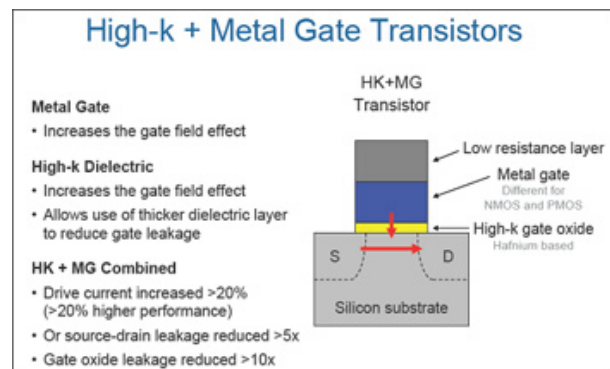 High-k + Metal Gate Transistors
Metal Gate
• Increases the gate field effect
High-k Dielectric
• Increases the gate field effect
• Allows use of thicker dielectric layer
to reduce gate leakage
HK + MG Combined
• Drive current increased >20%
(>20% higher performance)
• Or source-drain leakage reduced >5x
• Gate oxide leakage reduced >10x
HK+MG
Transistor
Low resistance layer
Metal gate
Different for
NMOS and PMOS
High-k gate oxide
Hafnium based
S
D
Silicon substrate